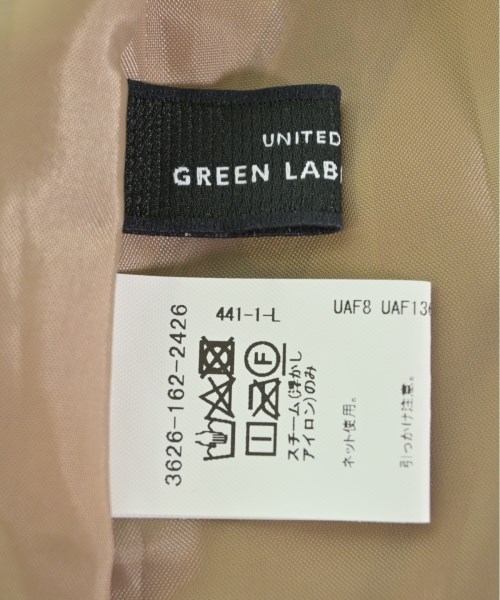 UNITED
GREEN LAB
441-1-L
UAF8 UAF13
3626-162-2426
F
スチーム(浮かし
アイロン)のみ
ネット使用。
引っかけ注意。